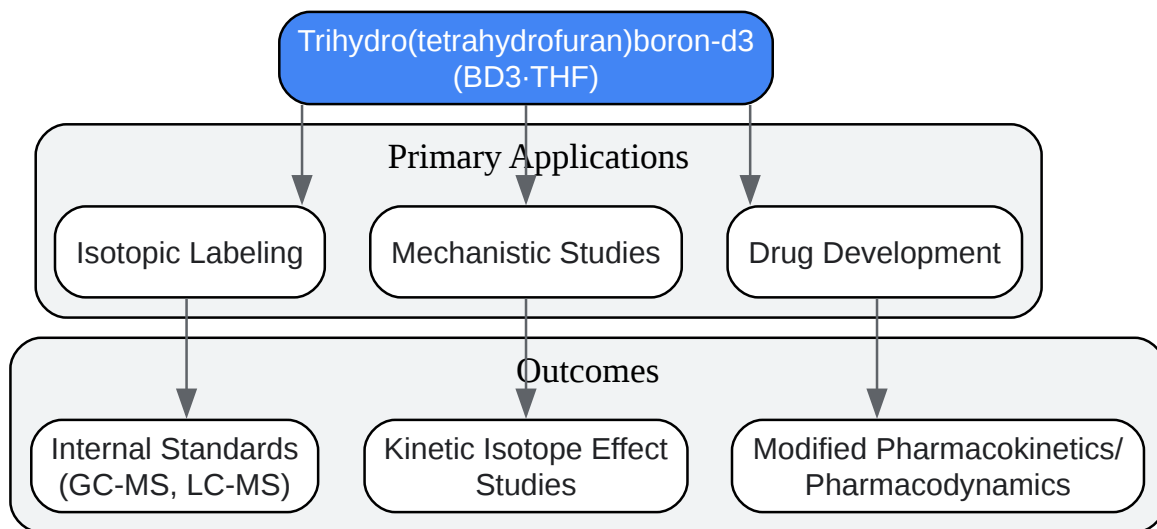 Trihydro(tetrahydrofuran)boron-d3
(BD3·THF)
Primary Applications
Isotopic Labeling
Mechanistic Studies
Drug Development
Outcomes
Internal Standards
(GC-MS, LC-MS)
Kinetic Isotope Effect
Studies
Modified Pharmacokinetics/
Pharmacodynamics